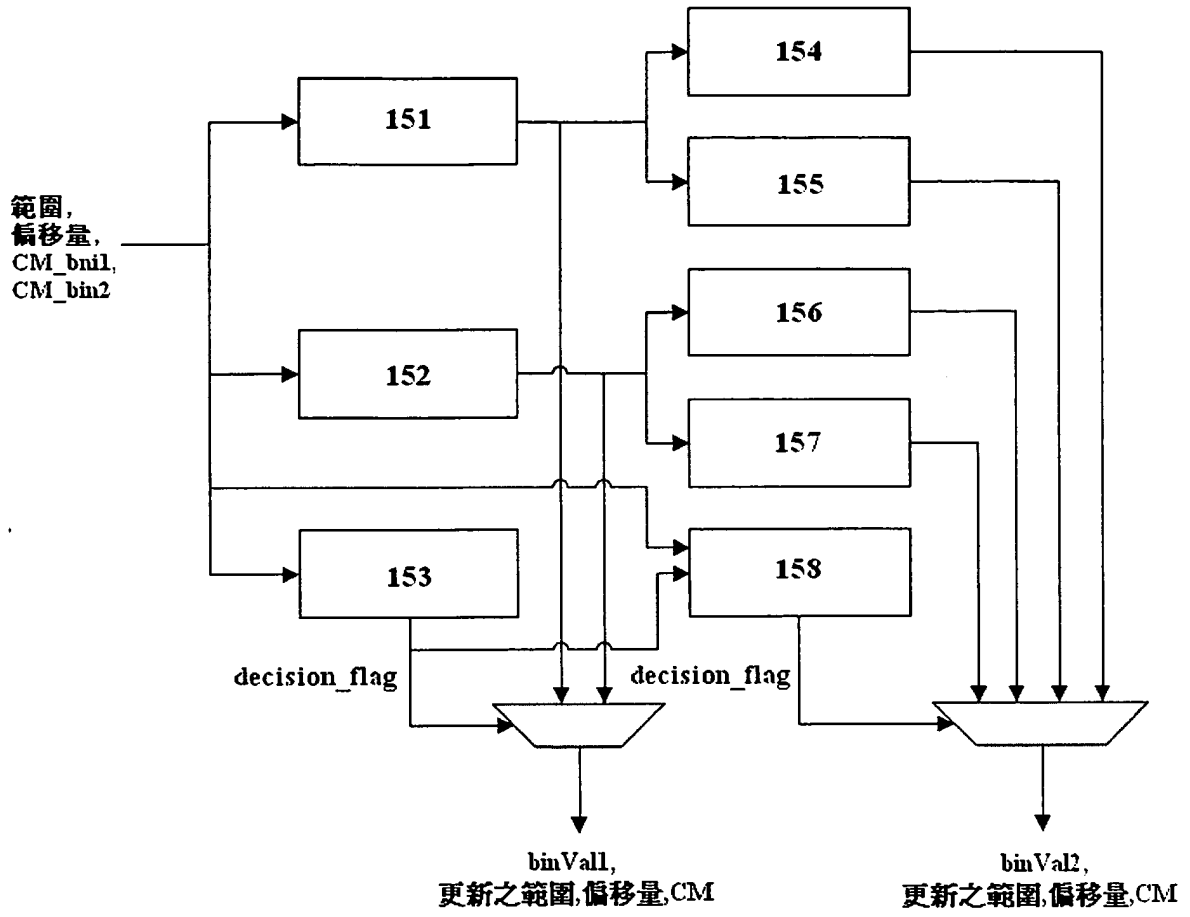 154
151
155
範圍,
偏移量,
CM_bni1,
CM_bin2
156
152
157
153
158
decision_flag
decision_flag
binVal1,
更新之範圍,偏移量,CM
binVal2,
更新之範圍,偏移量,CM